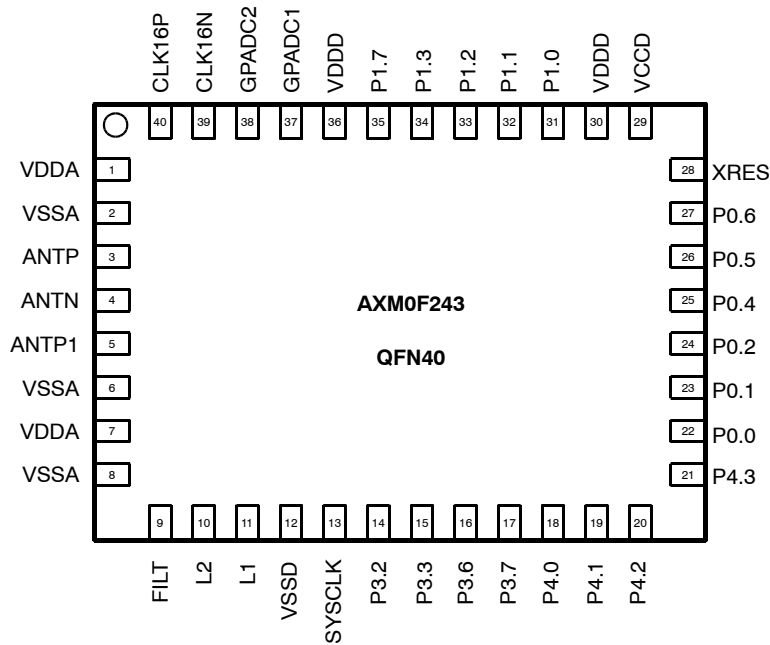 CLK16P
CLK16N
GPADC2
GPADC1
VDDD
P1.7
P1.3
P1.2
P1.1
P1.0
VDDD
VCCD
40 39 38 37 36 35 34 33 32 31 30 29
VDDA 1
VSSA 2
ANTP 3
ANTN 4
ANTP1 5
VSSA 6
VDDA 7
VSSA 8
AXM0F243
QFN40
28 XRES
27 P0.6
26 P0.5
25 P0.4
24 P0.2
23 P0.1
22 P0.0
21 P4.3
9 10 11 12 13 14 15 16 17 18 19 20
FILT
L2
L1
VSSD
SYSCLK
P3.2
P3.3
P3.6
P3.7
P4.0
P4.1
P4.2